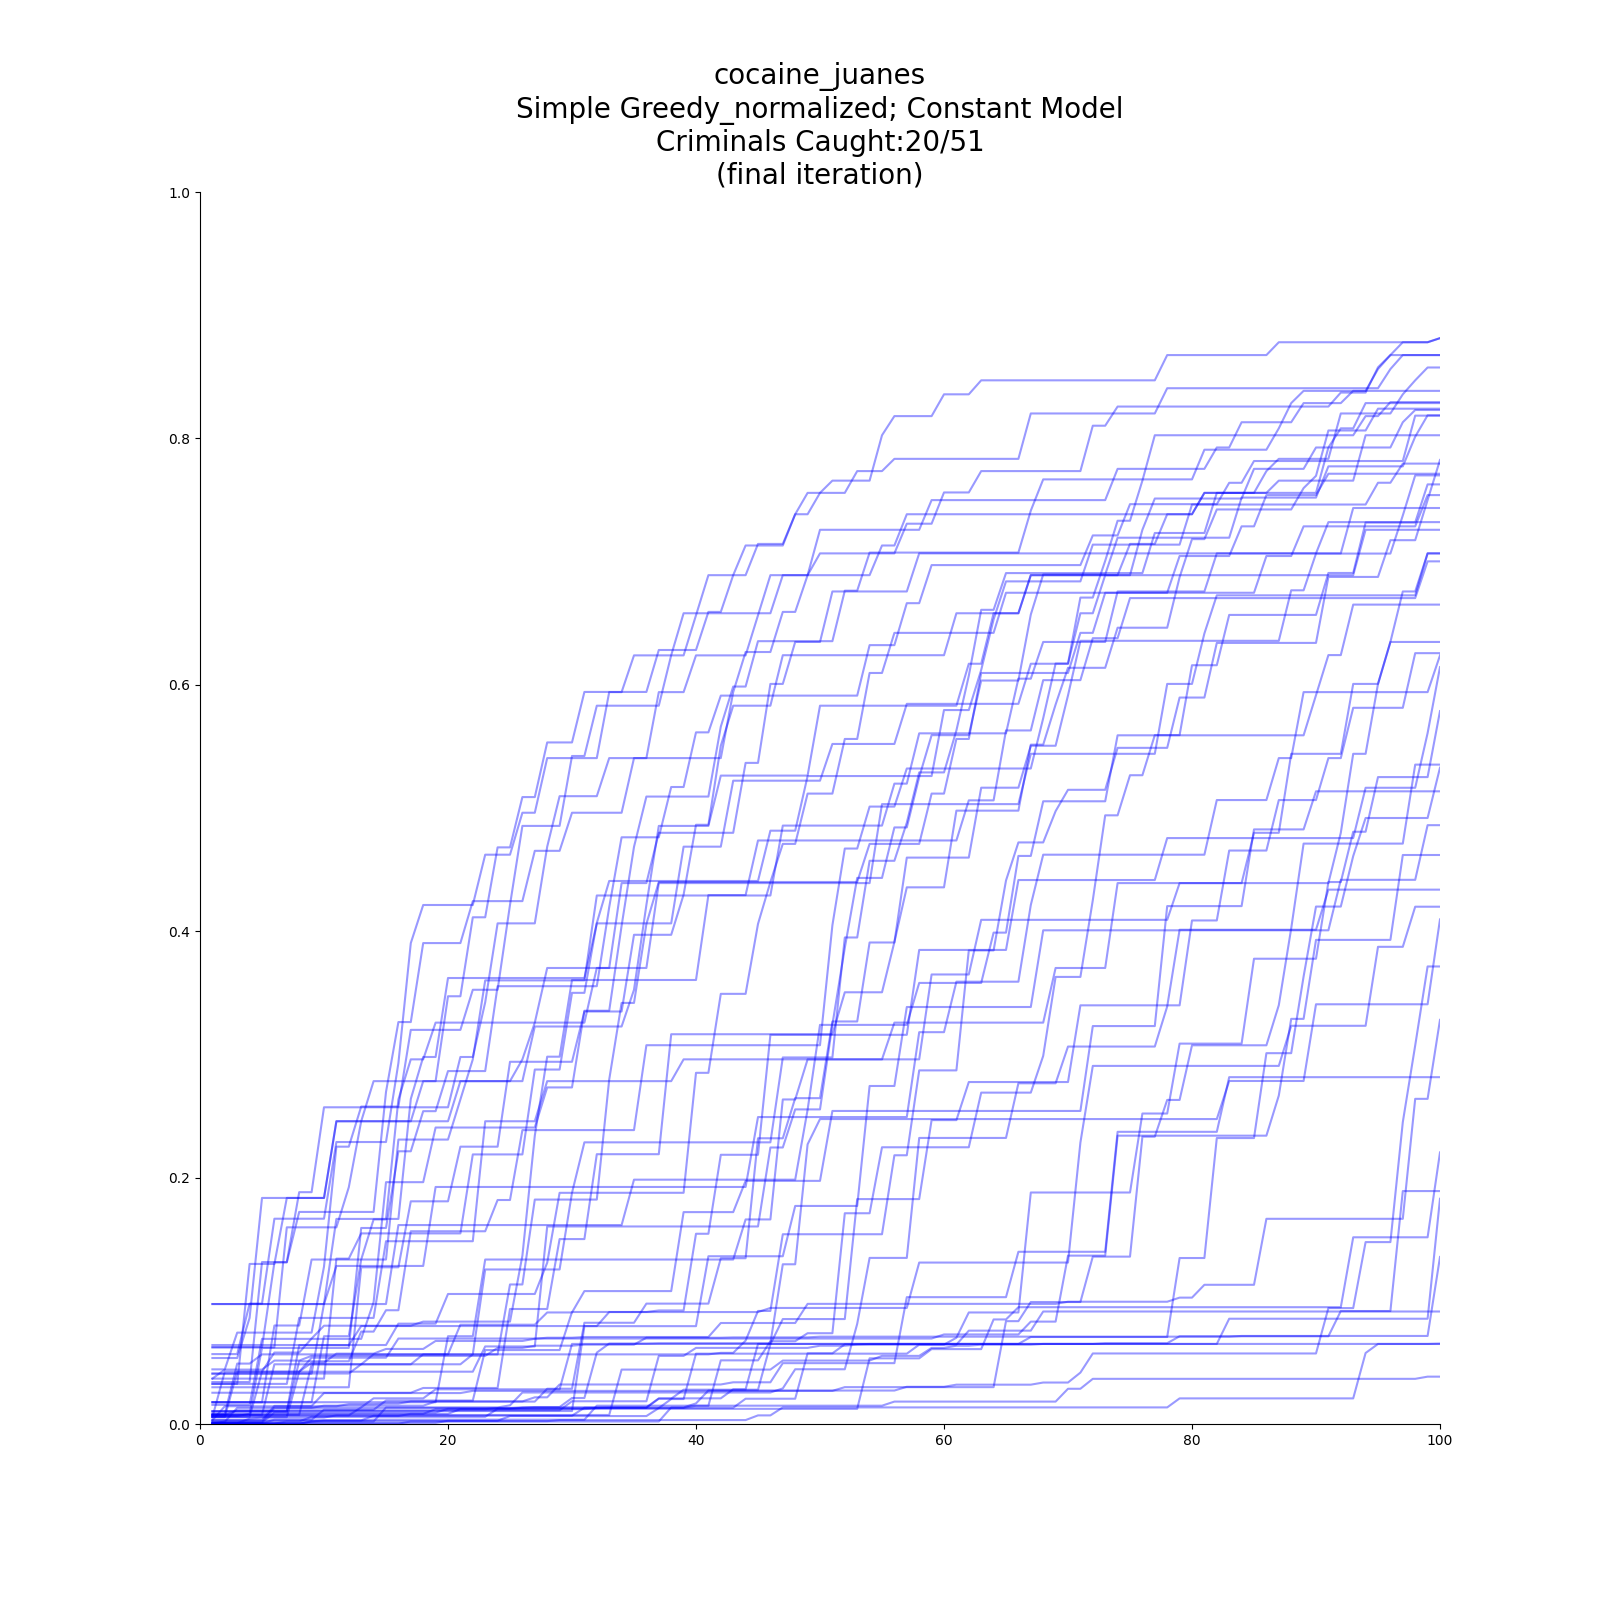 cocaine_juanes
Simple Greedy_normalized; Constant Model
Criminals Caught:20/51
(final iteration)
1.0
0.8
0.6
0.4
0.2
0.0
0 20 40 60 80 100